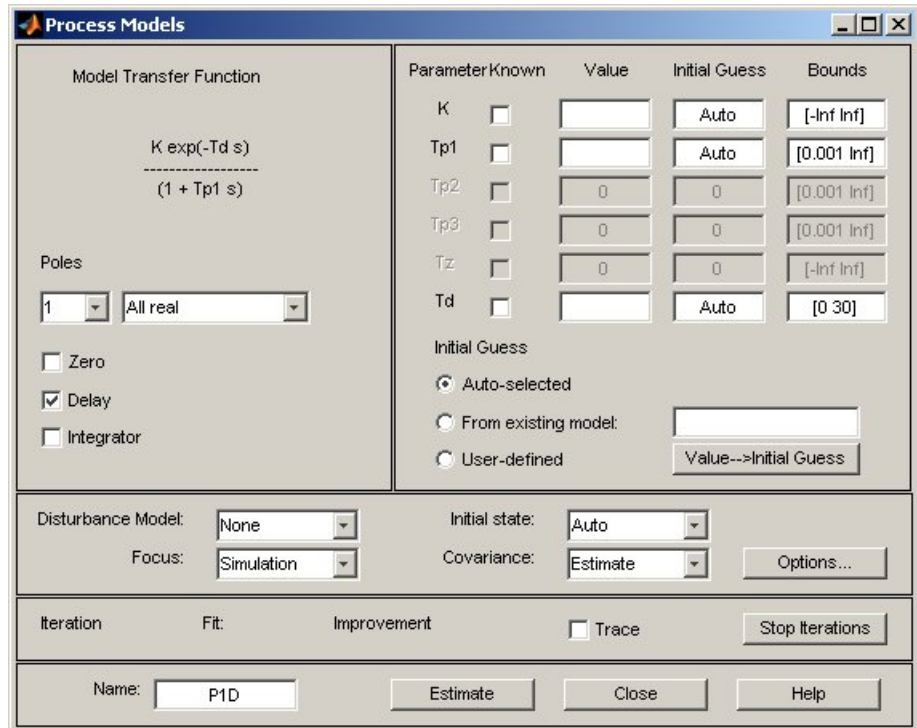 Process Models
Model Transfer Function
K exp(-Td s)
------------------
(1 + Tp1 s)
Poles
1 All real
Zero
Delay
Integrator
Parameter Known Value Initial Guess Bounds
K Auto [-Inf Inf]
Tp1 Auto [0.001 Inf]
Tp2 0 0 [0.001 Inf]
Tp3 0 0 [0.001 Inf]
Tz 0 0 [-Inf Inf]
Td Auto [0 30]
Initial Guess
Auto-selected
From existing model:
User-defined Value-->Initial Guess
Disturbance Model: None Initial state: Auto
Focus: Simulation Covariance: Estimate Options...
Iteration Fit: Improvement Trace Stop Iterations
Name: P1D Estimate Close Help